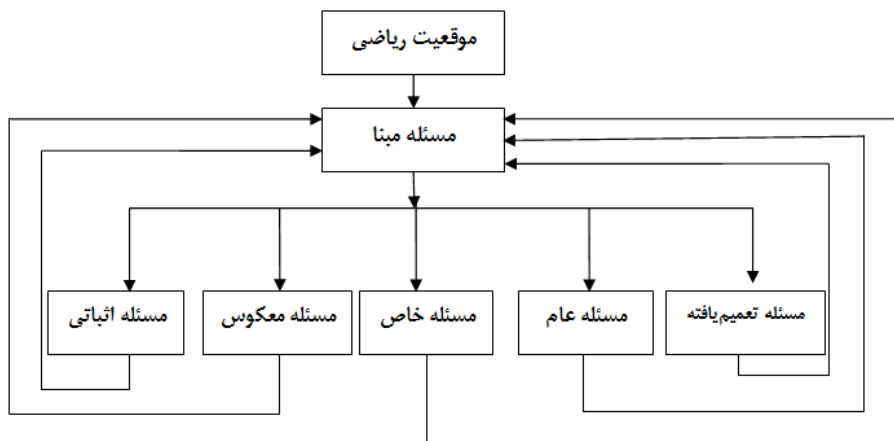 موقعیت ریاضی
مسئله مبنا
مسئله تعمیم‌یافته
مسئله عام
مسئله خاص
مسئله معکوس
مسئله اثباتی